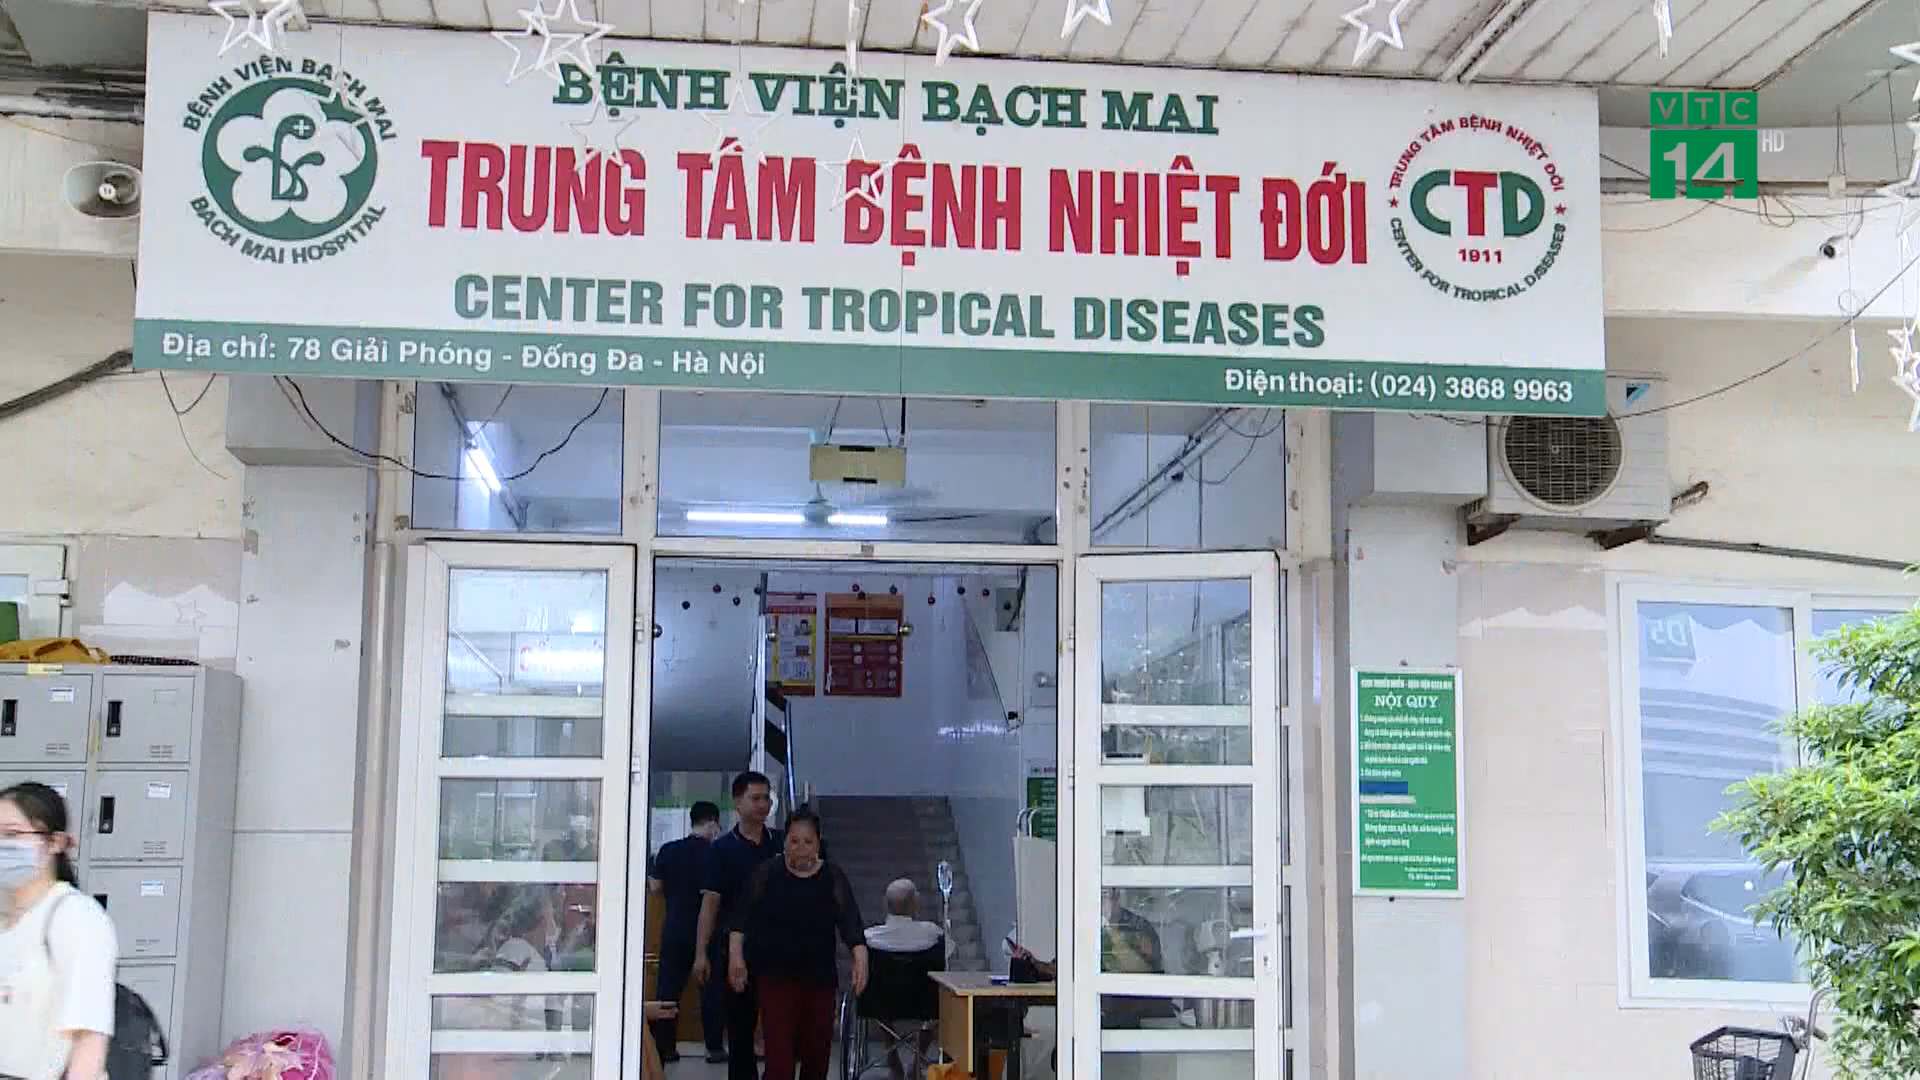 BỆNH VIỆN BẠCH MAI
BACH MAI HOSPITAL
BỆNH VIỆN BẠCH MAI
TRUNG TÂM BỆNH NHIỆT ĐỚI
CENTER FOR TROPICAL DISEASES
TRUNG TÂM BỆNH NHIỆT ĐỚI
CTD
1911
CENTER FOR TROPICAL DISEASES
Địa chỉ: 78 Giải Phóng - Đống Đa - Hà Nội
Điện thoại: (024) 3868 9963
VTC
14 HD
NỘI QUY